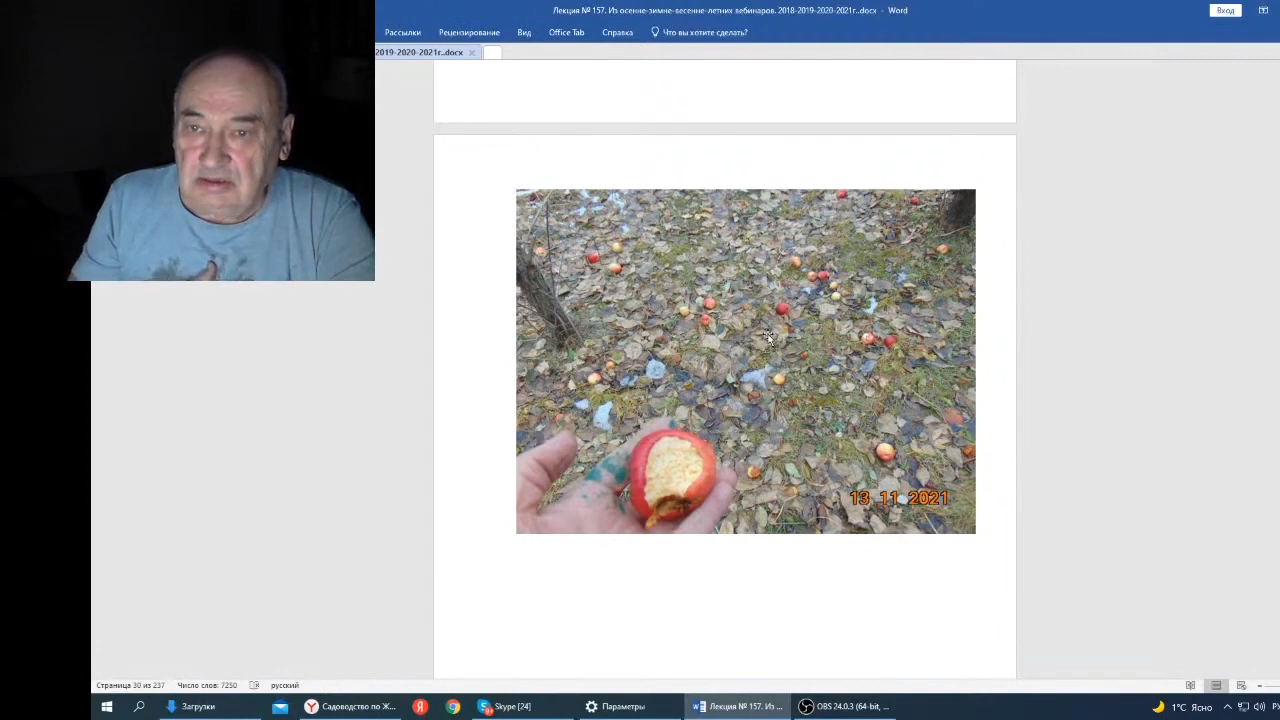 Лекция № 157. Из осенне-зимне-весенне-летних вебинаров. 2018-2019-2020-2021г..docx - Word
Вход
Рассылки Рецензирование Вид Office Tab Справка Что вы хотите сделать?
2019-2020-2021г..docx
13 11 2021
Страница 30 из 237 Число слов: 7250 русский
Загрузки Садоводство по Ж... Skype [24] Параметры Лекция № 157. Из ... OBS 24.0.3 (64-bit, ... 1°C Ясно